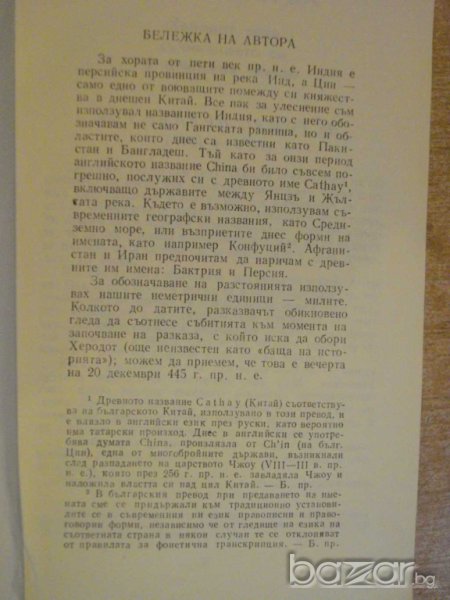 БЕЛЕЖКА НА АВТОРА
За хората от пети век пр. н. е. Индия е
персийска провинция на река Инд, а Цин —
само едно от воюващите помежду си княжест-
ва в днешен Китай. Все пак за улеснение съм
използувал названието Индия, като с него обо-
значавам не само Гангската равнина, но и об-
ластите, които днес са известни като Паки-
стан и Бангладеш. Тъй като за онзи период
английското название China би било съвсем по-
грешно, послужих си с древното име Cathay¹,
включващо държавите между Янцзъ и Жъл-
тата река. Където е възможно, използувам съ-
временните географски названия, като Среди-
земно море, или възприетите днес форми на
имената, като например Конфуций². Афгани-
стан и Иран предпочитам да наричам с древ-
ните им имена: Бактрия и Персия.
За обозначаване на разстоянията използу-
вах нашите неметрични единици — милите.
Колкото до датите, разказвачът обикновено
гледа да съотнесе събитията към момента на
започване на разказа, с който иска да обори
Херодот (още неизвестен като «баща на исто-
рията»); можем да приемем, че това е вечерта
на 20 декември 445 г. пр. н. е.
¹ Древното название Cathay (Китай) съответству-
ва на българското Китай, използувано в този превод, и
е влязло в английски език през руски, като вероятно
има татарски произход. Днес в английски се употре-
бява думата China, произлязла от Ch'in (на бълг.
Цин), една от многобройните държави, възникнали
след разпадането на царството Чжоу (VIII—III в. пр.
н. е.), която през 256 г. пр. н. е. завладяла Чжоу и
наложила властта си над цял Китай. — Б. пр.
² В българския превод при предаването на име-
ната сме се придържали към традиционно установи-
лите се в съвременния ни език правописни и право-
говорни форми, независимо че от гледище на езика на
съответната страна в някои случаи те се отклоняват
от правилата за фонетична транскрипция. — Б. пр.
bazar.bg